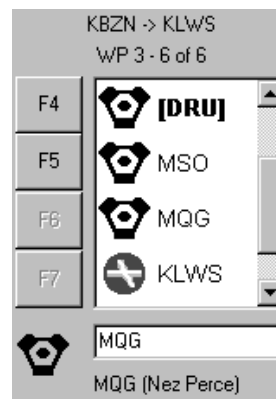 KBZN -> KLWS
WP 3 - 6 of 6
F4 [DRU]
F5 MSO
F6 MQG
F7 KLWS
MQG
MQG (Nez Perce)